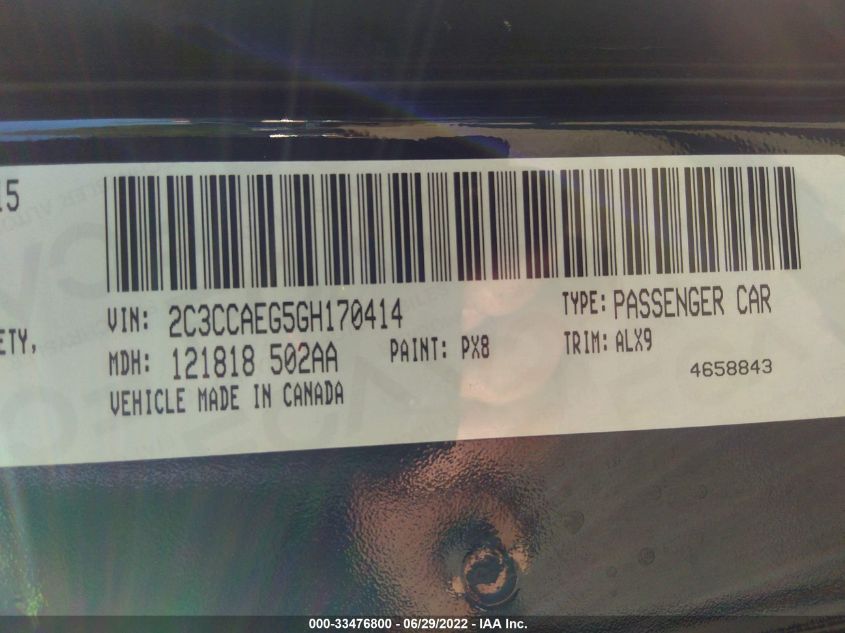 15
VIN: 2C3CCAEG5GH170414 TYPE: PASSENGER CAR
ETY,
MDH: 121818 502AA PAINT: PX8 TRIM: ALX9
VEHICLE MADE IN CANADA 4658843
000-33476800 - 06/29/2022 - IAA Inc.